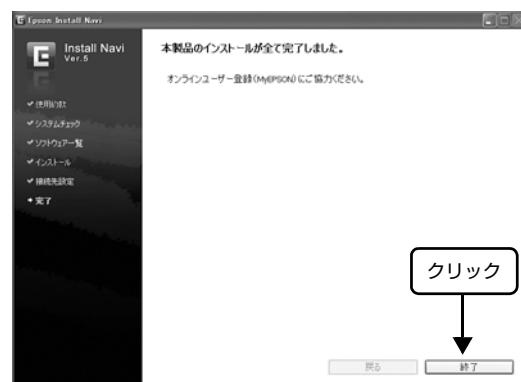 Epson Install Navi
Install Navi
Ver.5
本製品のインストールが全て完了しました。
オンラインユーザー登録(MyEPSON)にご協力ください。
使用約款
システムチェック
ソフトウェア一覧
インストール
接続先設定
完了
クリック
戻る
終了